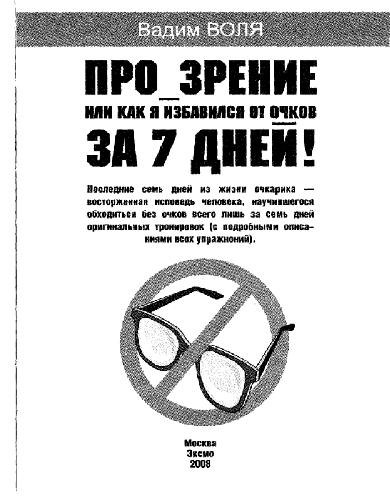 Вадим ВОЛЯ
ПРО_ЗРЕНИЕ
ИЛИ КАК Я ИЗБАВИЛСЯ ОТ ОЧКОВ
ЗА 7 ДНЕЙ!
Последние семь дней из жизни очкарика —
восторженная исповедь человека, научившегося
обходиться без очков всего лишь за семь дней
оригинальных тренировок (с подробными описа-
ниями всех упражнений).
Москва
Эксмо
2008